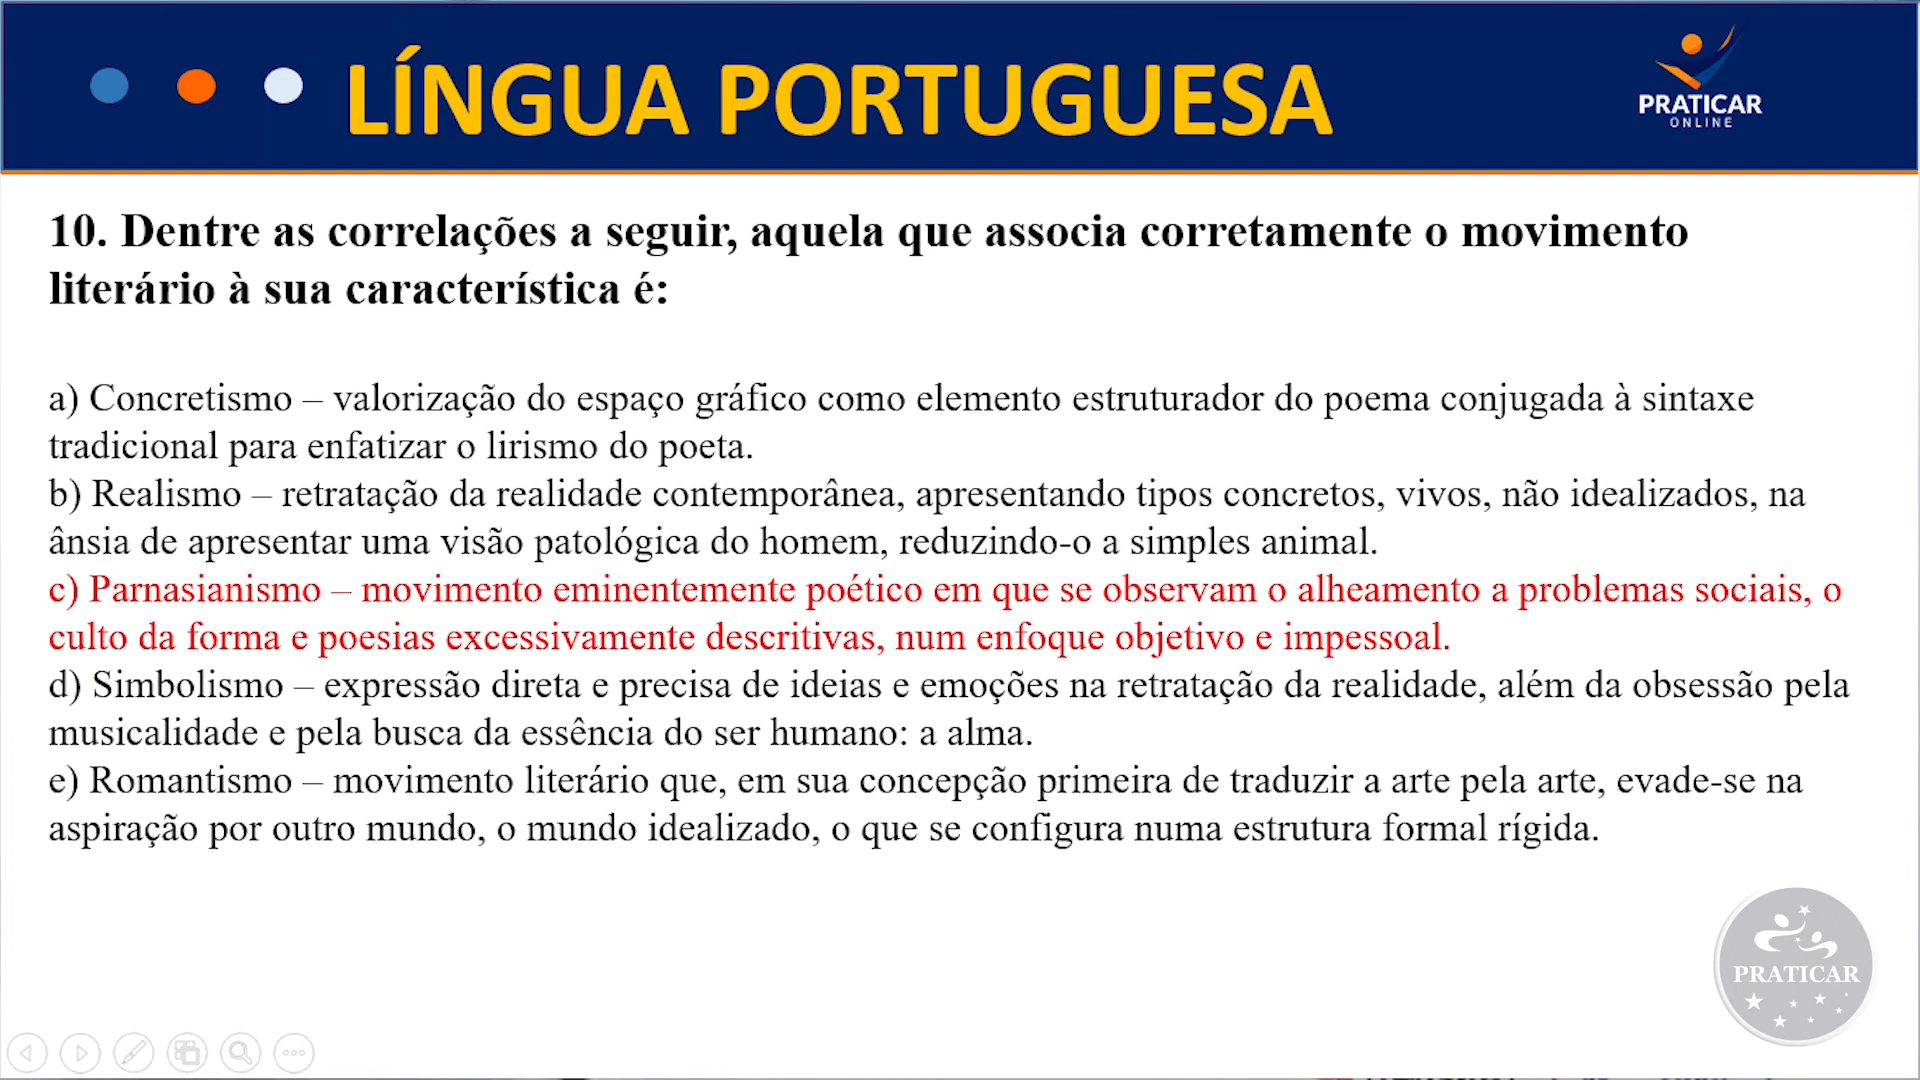 LÍNGUA PORTUGUESA
PRATICAR
ONLINE
10. Dentre as correlações a seguir, aquela que associa corretamente o movimento
literário à sua característica é:
a) Concretismo – valorização do espaço gráfico como elemento estruturador do poema conjugada à sintaxe
tradicional para enfatizar o lirismo do poeta.
b) Realismo – retratação da realidade contemporânea, apresentando tipos concretos, vivos, não idealizados, na
ânsia de apresentar uma visão patológica do homem, reduzindo-o a simples animal.
c) Parnasianismo – movimento eminentemente poético em que se observam o alheamento a problemas sociais, o
culto da forma e poesias excessivamente descritivas, num enfoque objetivo e impessoal.
d) Simbolismo – expressão direta e precisa de ideias e emoções na retratação da realidade, além da obsessão pela
musicalidade e pela busca da essência do ser humano: a alma.
e) Romantismo – movimento literário que, em sua concepção primeira de traduzir a arte pela arte, evade-se na
aspiração por outro mundo, o mundo idealizado, o que se configura numa estrutura formal rígida.
PRATICAR